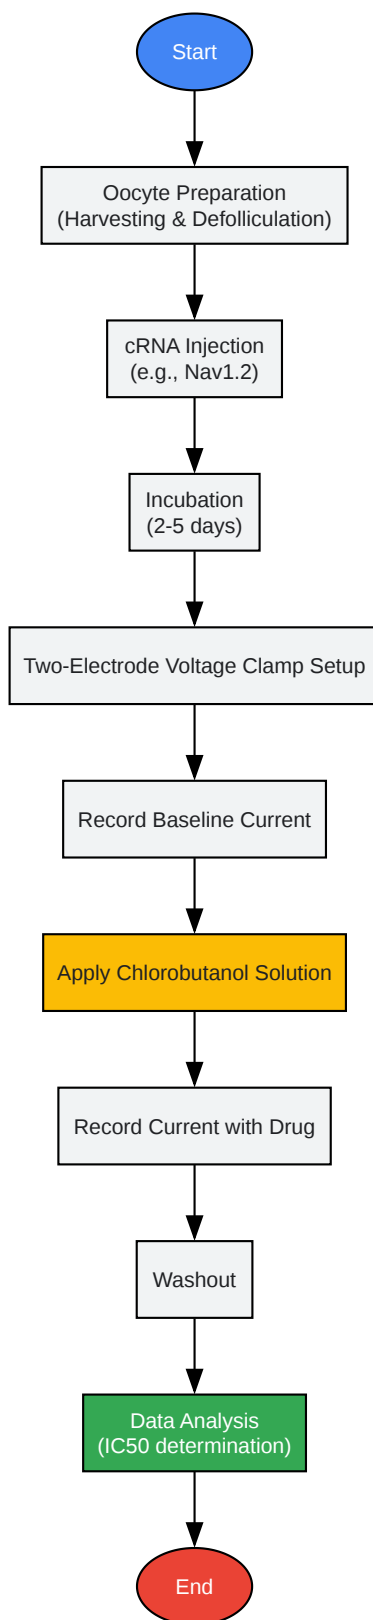 Start
Oocyte Preparation
(Harvesting & Defolliculation)
cRNA Injection
(e.g., Nav1.2)
Incubation
(2-5 days)
Two-Electrode Voltage Clamp Setup
Record Baseline Current
Apply Chlorobutanol Solution
Record Current with Drug
Washout
Data Analysis
(IC50 determination)
End